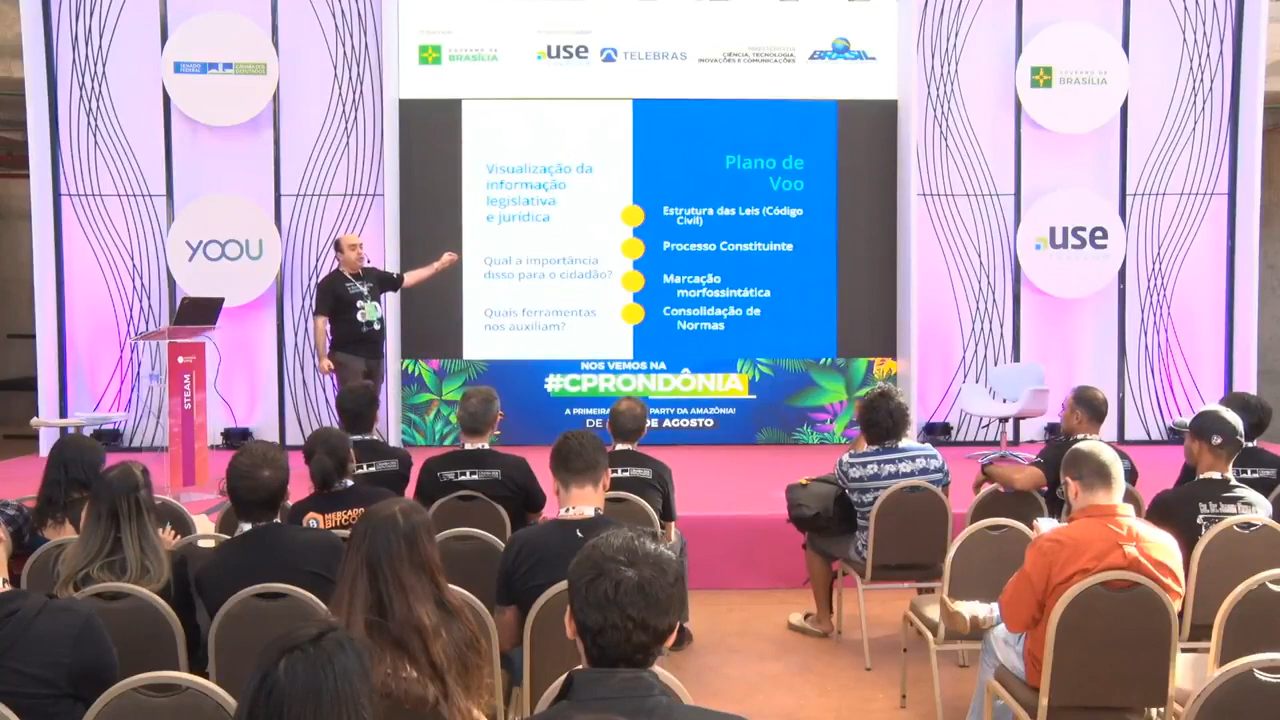 SENADO FEDERAL
CÂMARA DOS DEPUTADOS
YOOU
GOVERNO DE
BRASÍLIA
use
TELEBRAS
MINISTÉRIO DA
CIÊNCIA, TECNOLOGIA,
INOVAÇÕES E COMUNICAÇÕES
BRASIL
Visualização da
informação
legislativa
e jurídica
Qual a importância
disso para o cidadão?
Quais ferramentas
nos auxiliam?
Plano de
Voo
Estrutura das Leis (Código
Civil)
Processo Constituinte
Marcação
morfossintática
Consolidação de
Normas
NOS VEMOS NA
#CPRONDÔNIA
A PRIMEIRA PARTY DA AMAZÔNIA!
DE DE AGOSTO
GOVERNO DE
BRASÍLIA
use
STEAM
MERCADO
BITCO